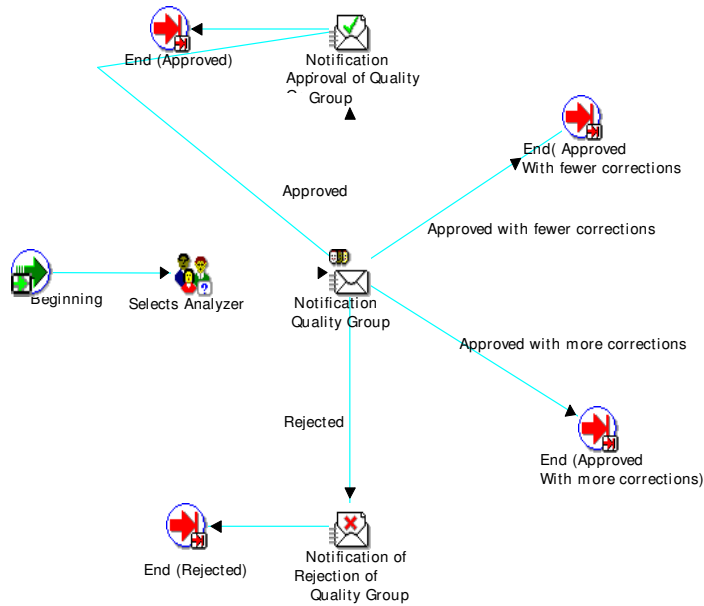 End (Approved)
Notification
Approval of Quality
Group
End( Approved
With fewer corrections
Approved
Approved with fewer corrections
Beginning
Selects Analyzer
Notification
Quality Group
Approved with more corrections
Rejected
End (Approved
With more corrections)
End (Rejected)
Notification of
Rejection of
Quality Group